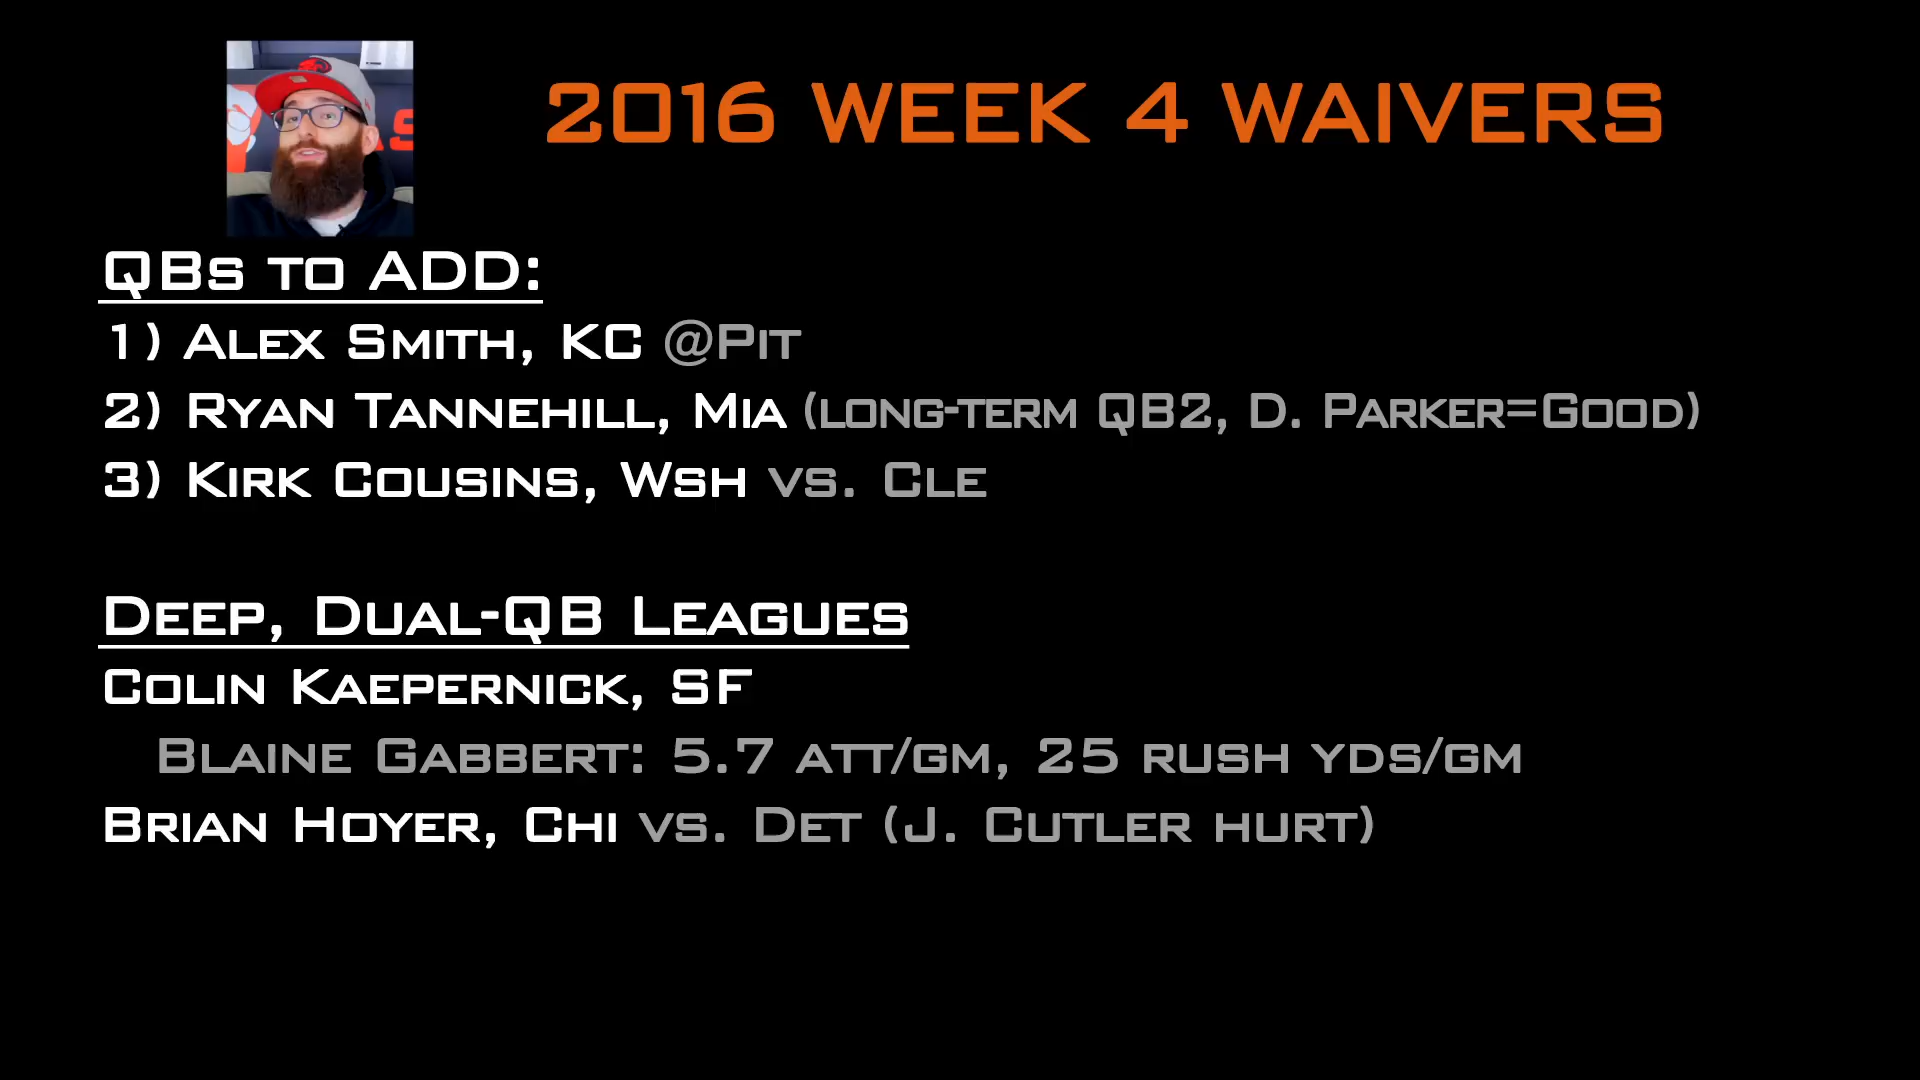 2016 WEEK 4 WAIVERS
QBs to ADD:
1) Alex Smith, KC @Pit
2) Ryan Tannehill, Mia (long-term QB2, D. Parker=Good)
3) Kirk Cousins, Wsh vs. Cle
Deep, Dual-QB Leagues
Colin Kaepernick, SF
Blaine Gabbert: 5.7 att/gm, 25 rush yds/gm
Brian Hoyer, Chi vs. Det (J. Cutler hurt)